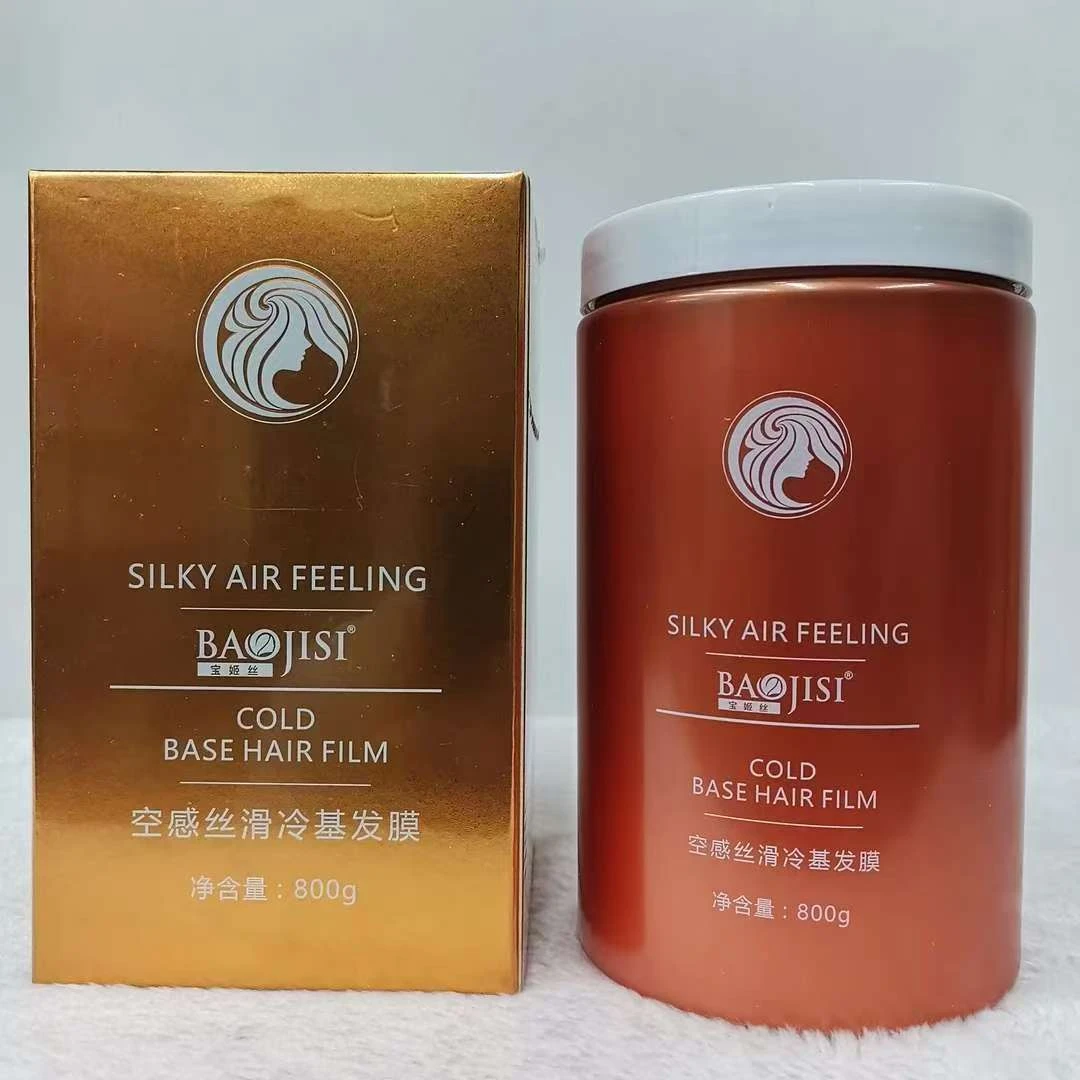 SILKY AIR FEELING
BAOJISI®
宝姬丝
COLD
BASE HAIR FILM
空感丝滑冷基发膜
净含量：800g
SILKY AIR FEELING
BAOJISI®
宝姬丝
COLD
BASE HAIR FILM
空感丝滑冷基发膜
净含量：800g